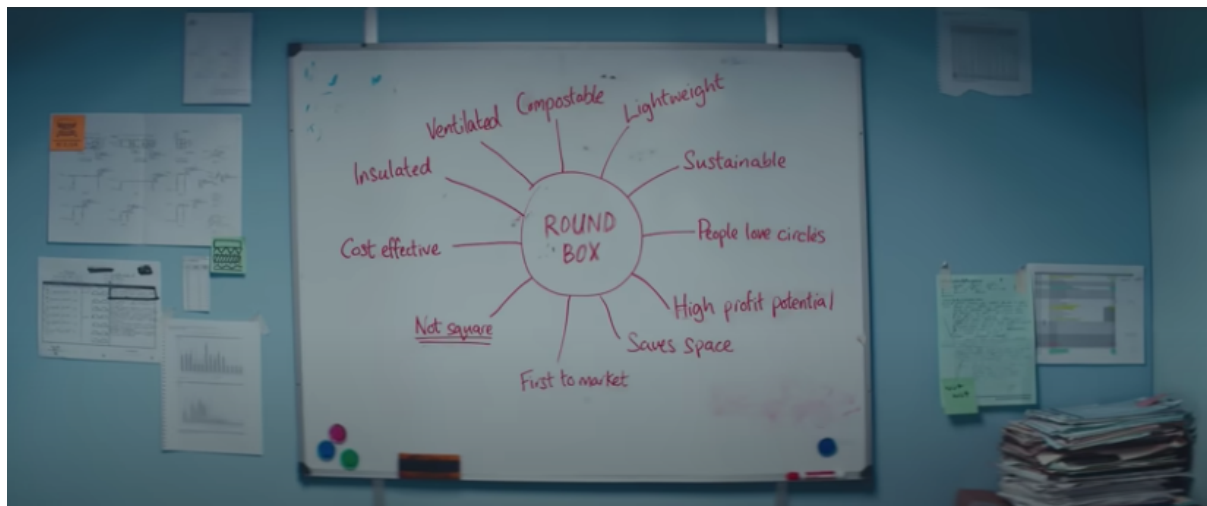 Compostable
Lightweight
Ventilated
Insulated
Sustainable
ROUND
BOX
People love circles
Cost effective
High profit potential
Not square
Saves space
First to market